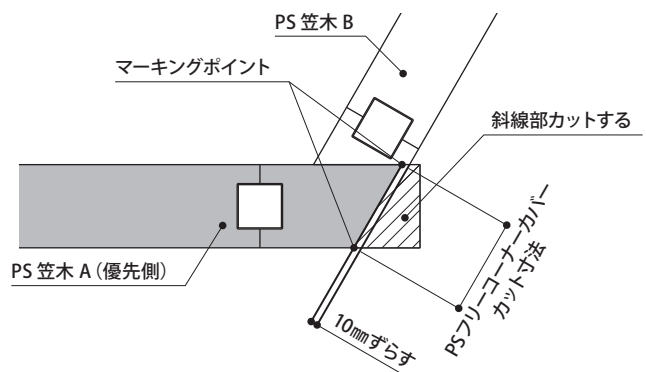 PS 笠木 B
マーキングポイント
斜線部カットする
PS 笠木 A（優先側）
PSフリーコーナーカバー
カット寸法
10㎜ずらす